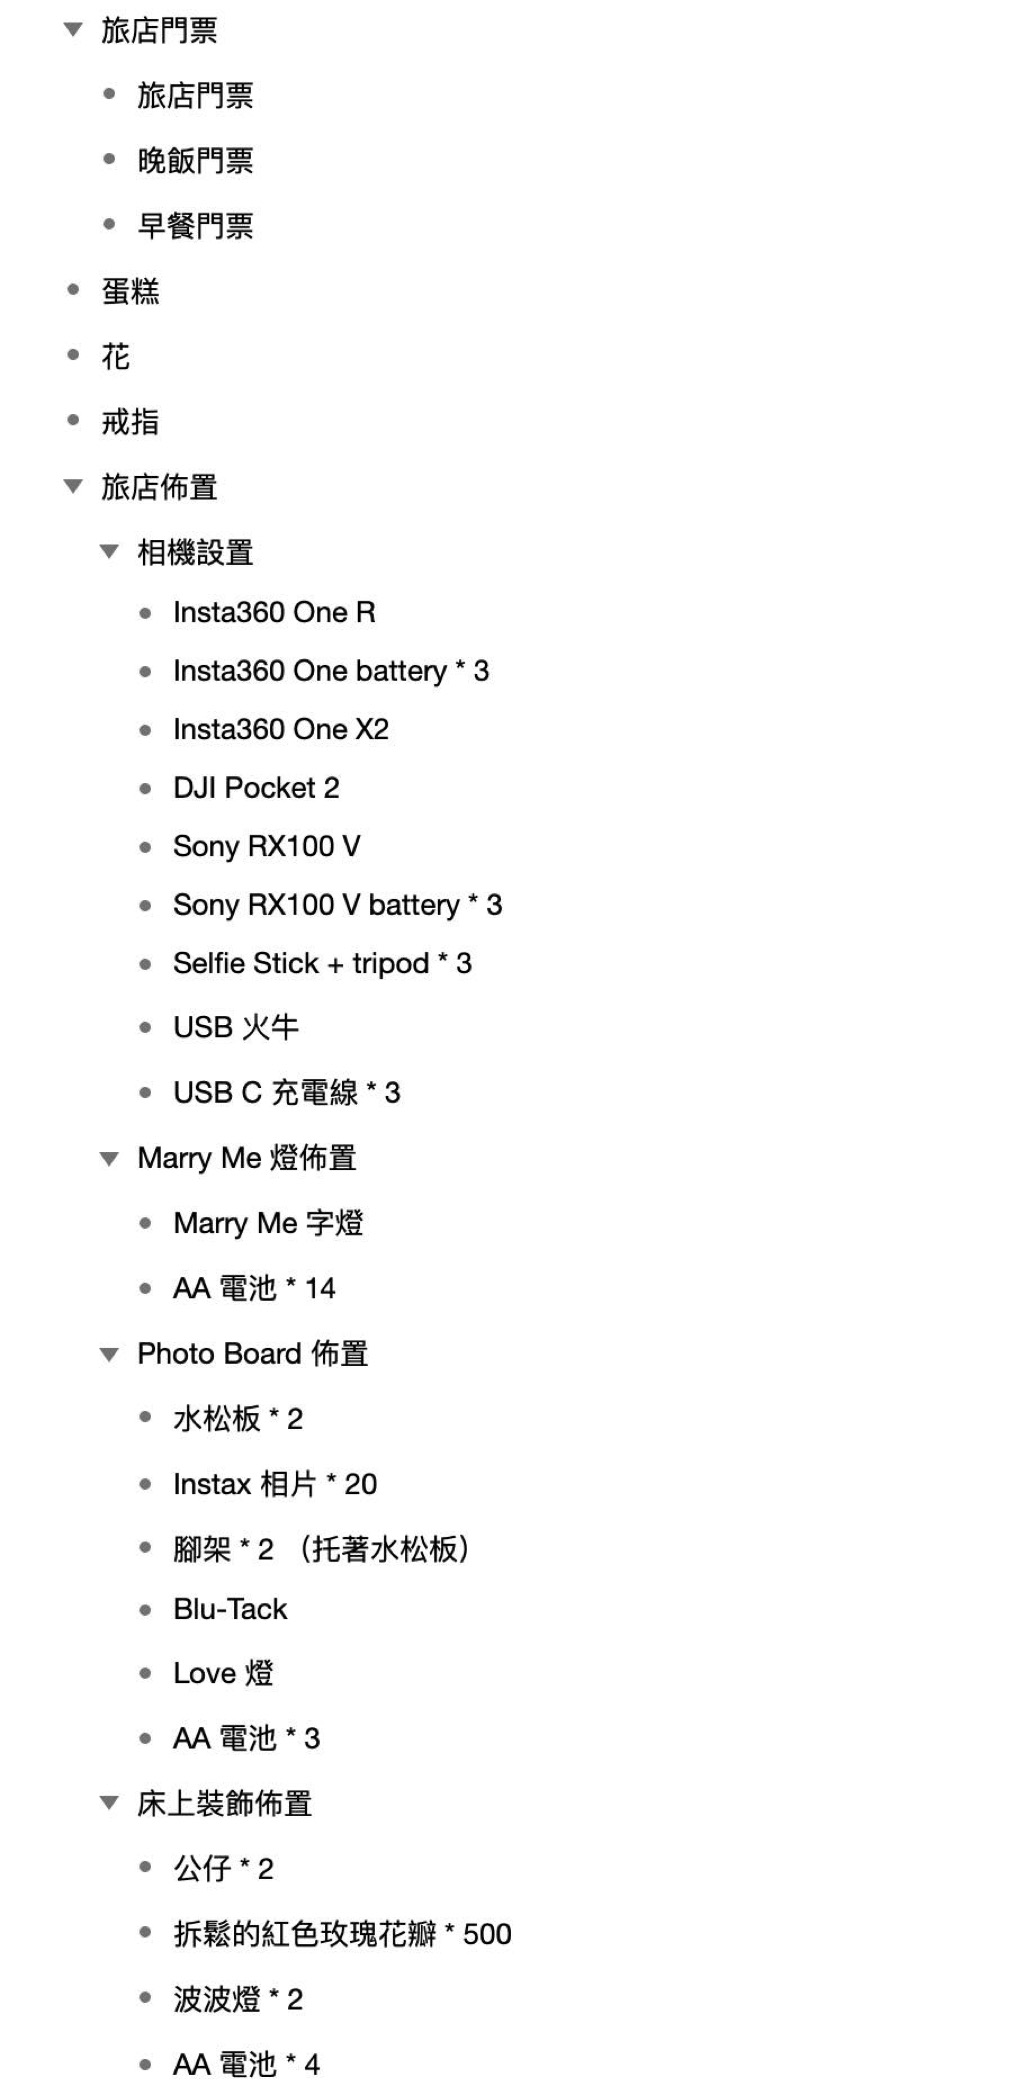 旅店門票
旅店門票
晚飯門票
早餐門票
蛋糕
花
戒指
旅店佈置
相機設置
Insta360 One R
Insta360 One battery * 3
Insta360 One X2
DJI Pocket 2
Sony RX100 V
Sony RX100 V battery * 3
Selfie Stick + tripod * 3
USB 火牛
USB C 充電線 * 3
Marry Me 燈佈置
Marry Me 字燈
AA 電池 * 14
Photo Board 佈置
水松板 * 2
Instax 相片 * 20
腳架 * 2 （托著水松板）
Blu-Tack
Love 燈
AA 電池 * 3
床上裝飾佈置
公仔 * 2
拆鬆的紅色玫瑰花瓣 * 500
波波燈 * 2
AA 電池 * 4